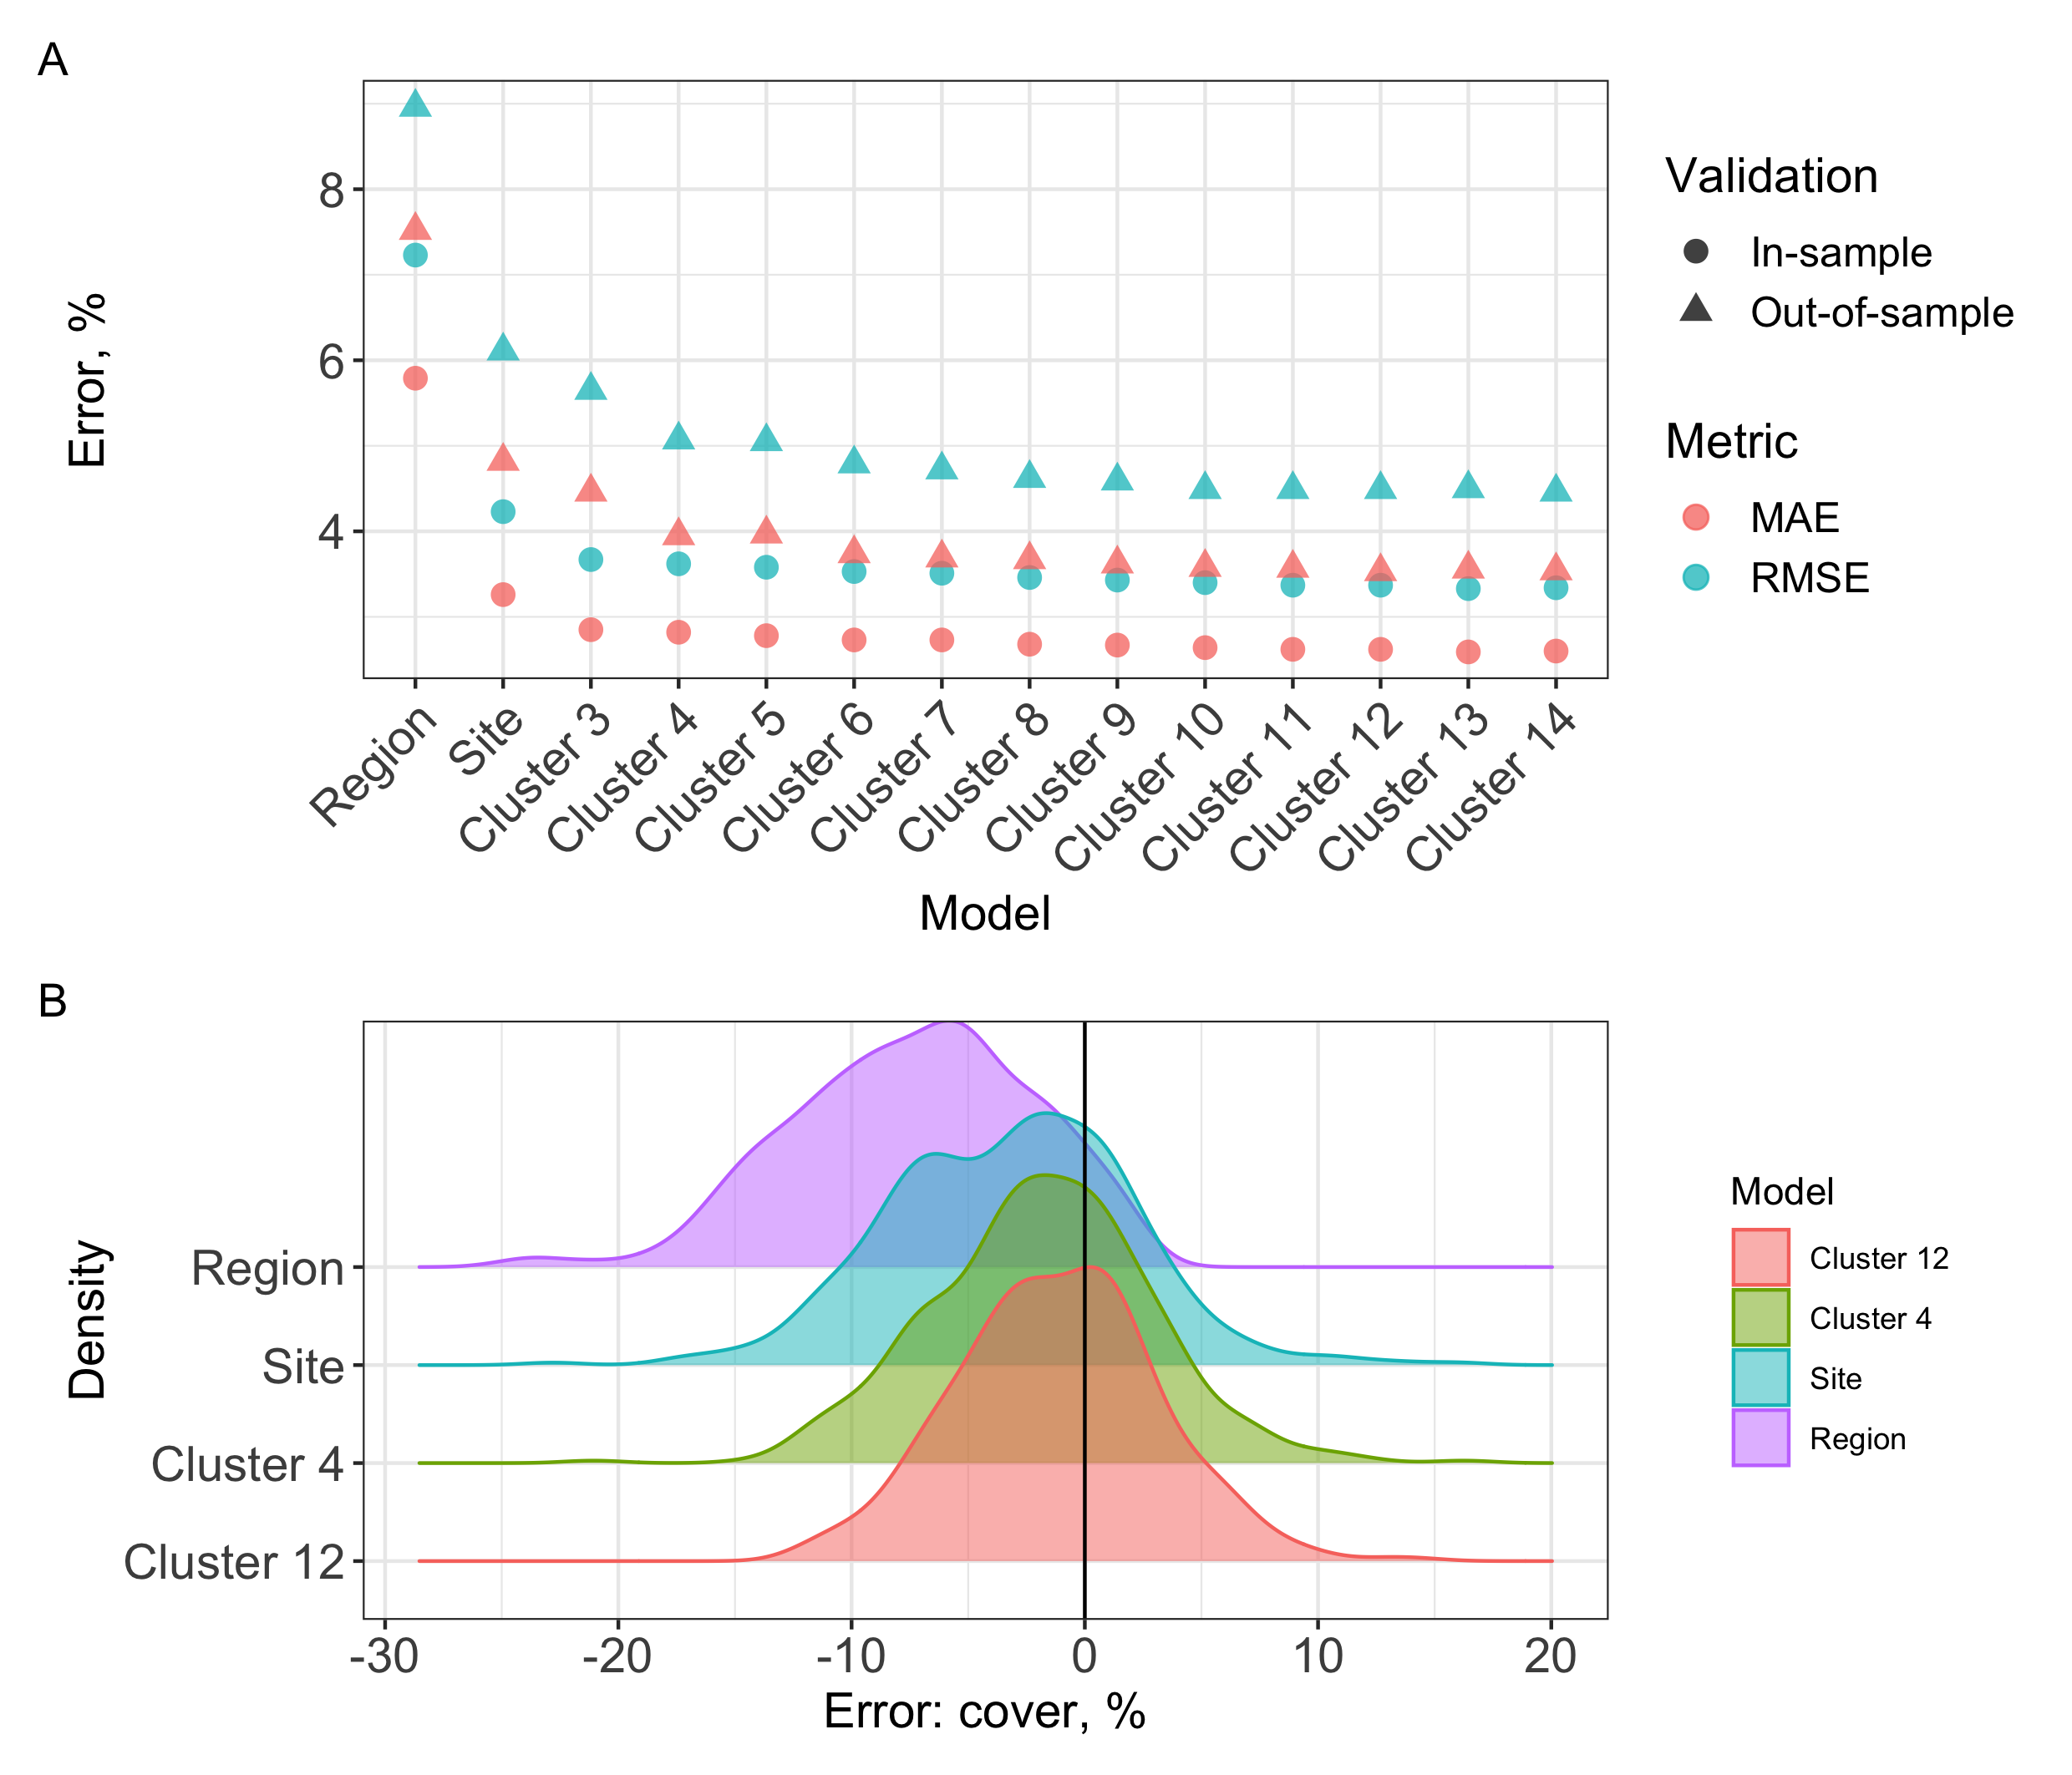 A
Error, %
8
6
4
Region
Site
Cluster 3
Cluster 4
Cluster 5
Cluster 6
Cluster 7
Cluster 8
Cluster 9
Cluster 10
Cluster 11
Cluster 12
Cluster 13
Cluster 14
Model
Validation
In-sample
Out-of-sample
Metric
MAE
RMSE
B
Density
Region
Site
Cluster 4
Cluster 12
-30
-20
-10
0
10
20
Error: cover, %
Model
Cluster 12
Cluster 4
Site
Region